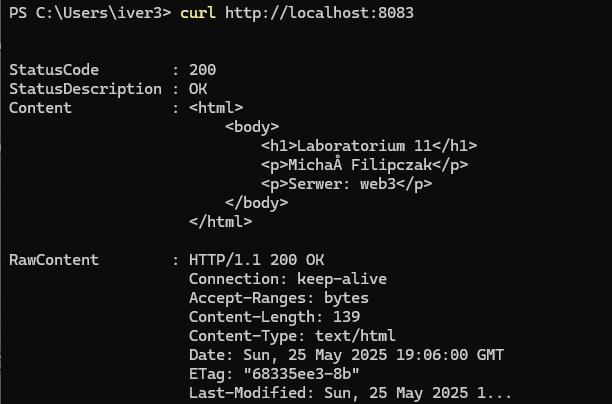 PS C:\Users\iver3> curl http://localhost:8083
StatusCode        : 200
StatusDescription : OK
Content           : <html>
                        <body>
                            <h1>Laboratorium 11</h1>
                            <p>MichaÅ Filipczak</p>
                            <p>Serwer: web3</p>
                        </body>
                    </html>
RawContent        : HTTP/1.1 200 OK
                    Connection: keep-alive
                    Accept-Ranges: bytes
                    Content-Length: 139
                    Content-Type: text/html
                    Date: Sun, 25 May 2025 19:06:00 GMT
                    ETag: "68335ee3-8b"
                    Last-Modified: Sun, 25 May 2025 1...